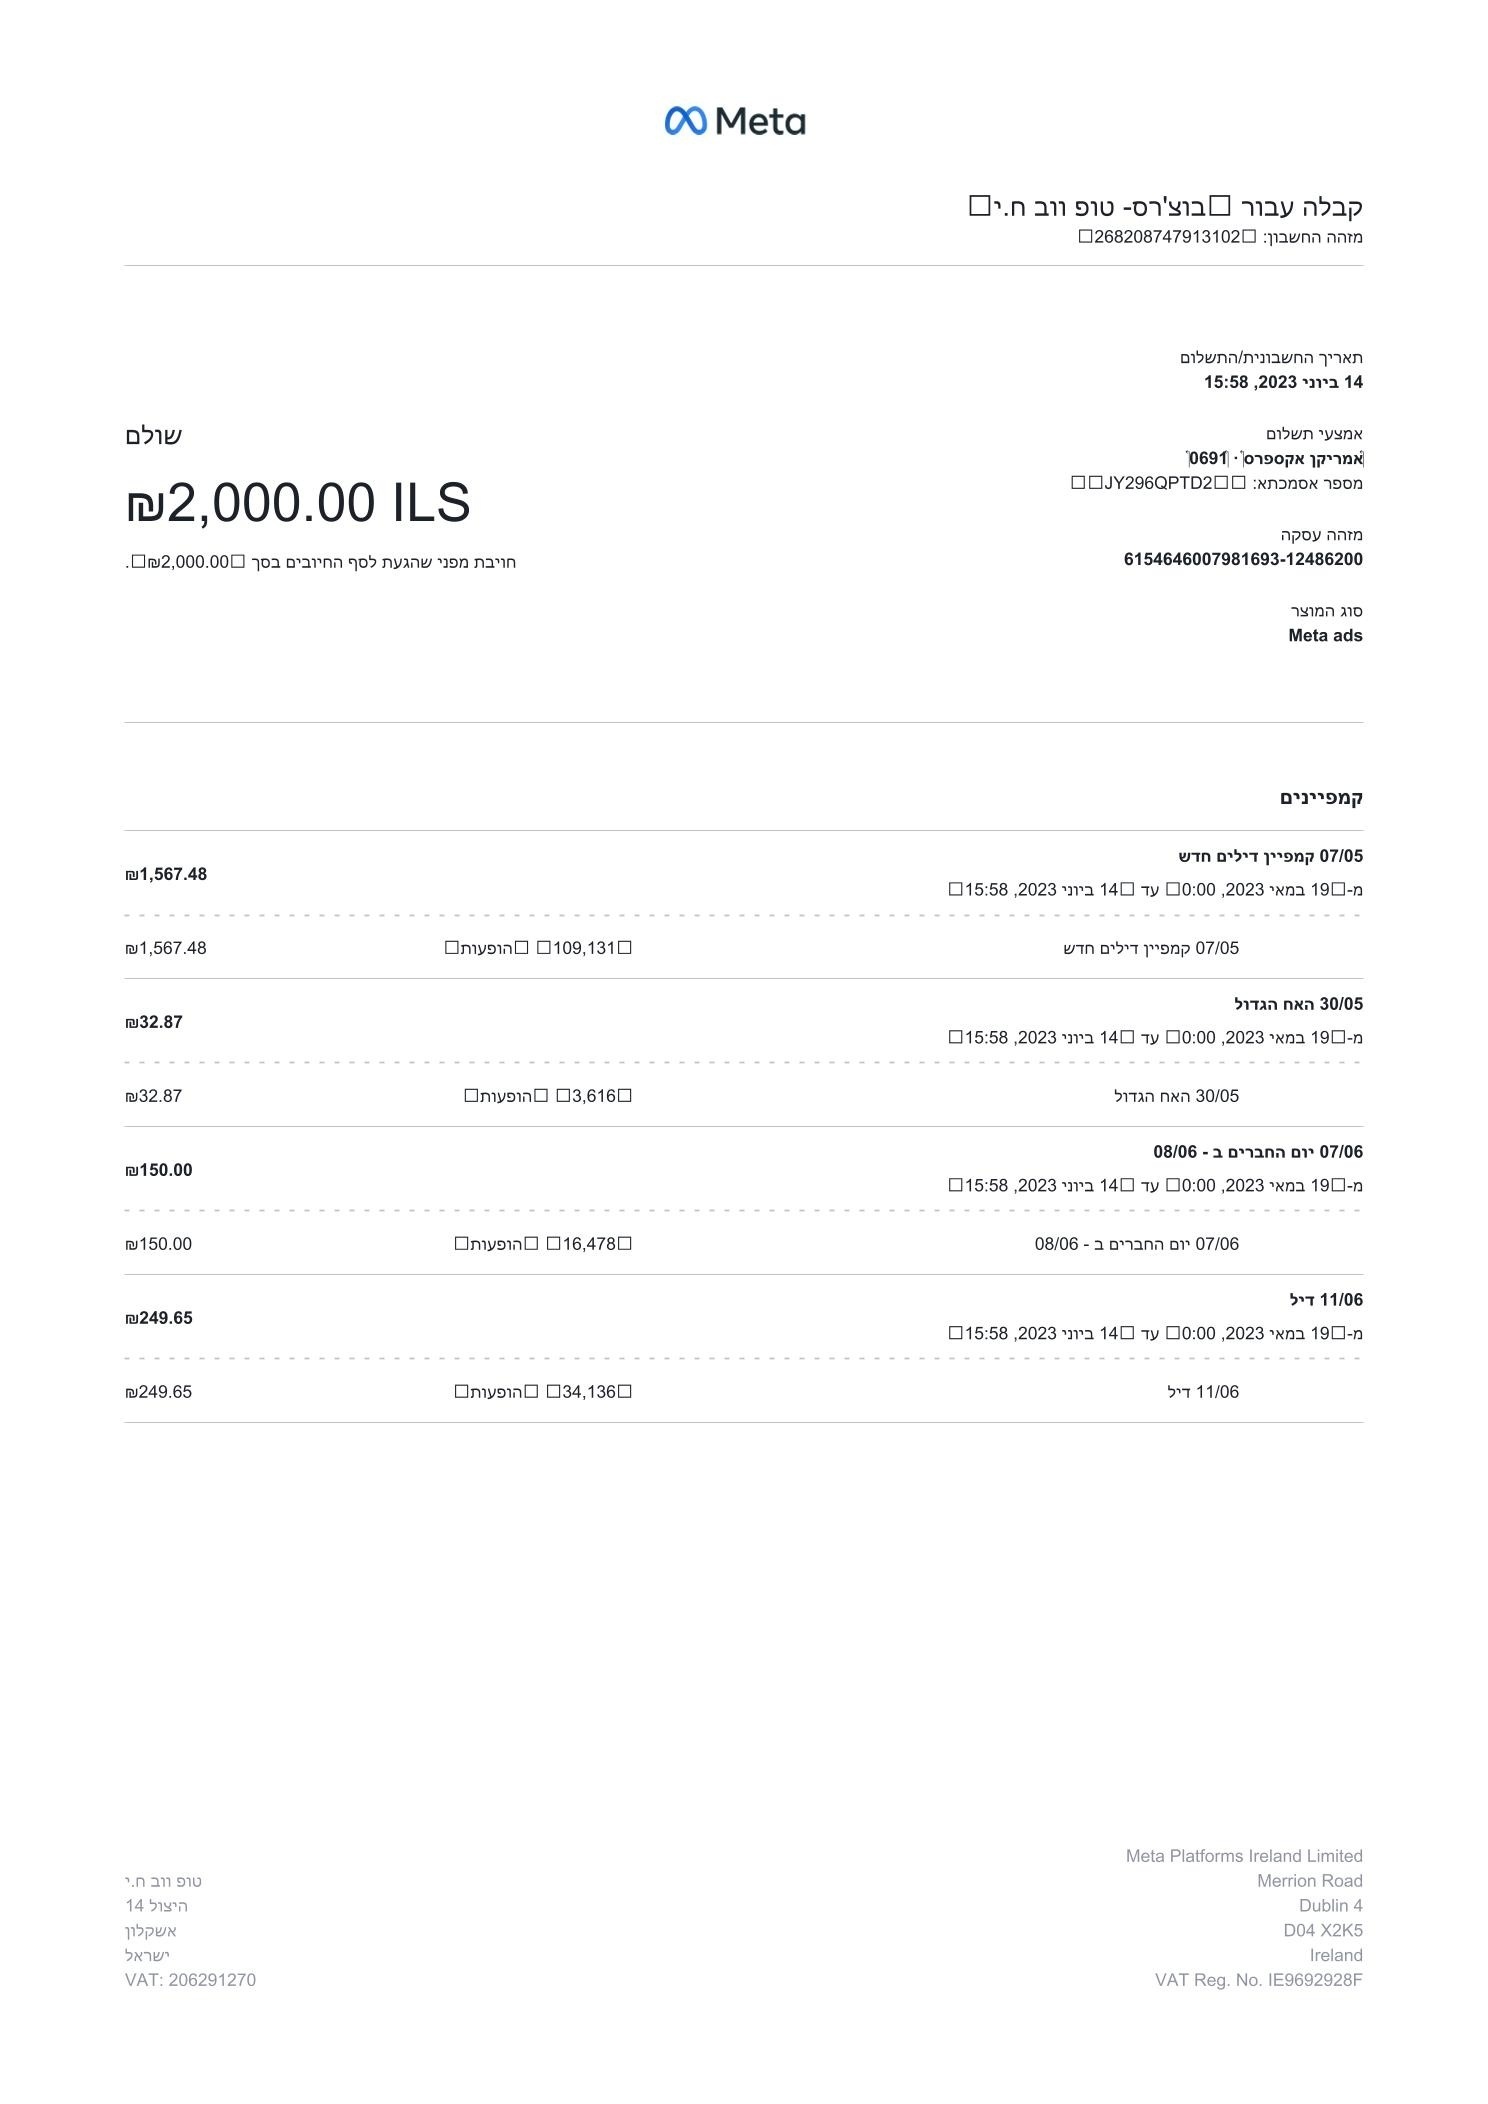 Meta
קבלה עבור בוצ'רס- טופ ווב ח.י
מזהה החשבון: 268208747913102
תאריך החשבונית/התשלום
14 ביוני 2023, 15:58
אמצעי תשלום
אמריקן אקספרס · 0691
מספר אסמכתא: JY296QPTD2
מזהה עסקה
6154646007981693-12486200
סוג המוצר
Meta ads
שולם
₪2,000.00 ILS
חויבת מפני שהגעת לסף החיובים בסך ₪2,000.00.
קמפיינים
07/05 קמפיין דילים חדש
₪1,567.48
מ-19 במאי 2023, 0:00 עד 14 ביוני 2023, 15:58
07/05 קמפיין דילים חדש 109,131 הופעות ₪1,567.48
30/05 האח הגדול
₪32.87
מ-19 במאי 2023, 0:00 עד 14 ביוני 2023, 15:58
30/05 האח הגדול 3,616 הופעות ₪32.87
07/06 יום החברים ב - 08/06
₪150.00
מ-19 במאי 2023, 0:00 עד 14 ביוני 2023, 15:58
07/06 יום החברים ב - 08/06 16,478 הופעות ₪150.00
11/06 דיל
₪249.65
מ-19 במאי 2023, 0:00 עד 14 ביוני 2023, 15:58
11/06 דיל 34,136 הופעות ₪249.65
Meta Platforms Ireland Limited
Merrion Road
Dublin 4
D04 X2K5
Ireland
VAT Reg. No. IE9692928F
טופ ווב ח.י
היצול 14
אשקלון
ישראל
VAT: 206291270